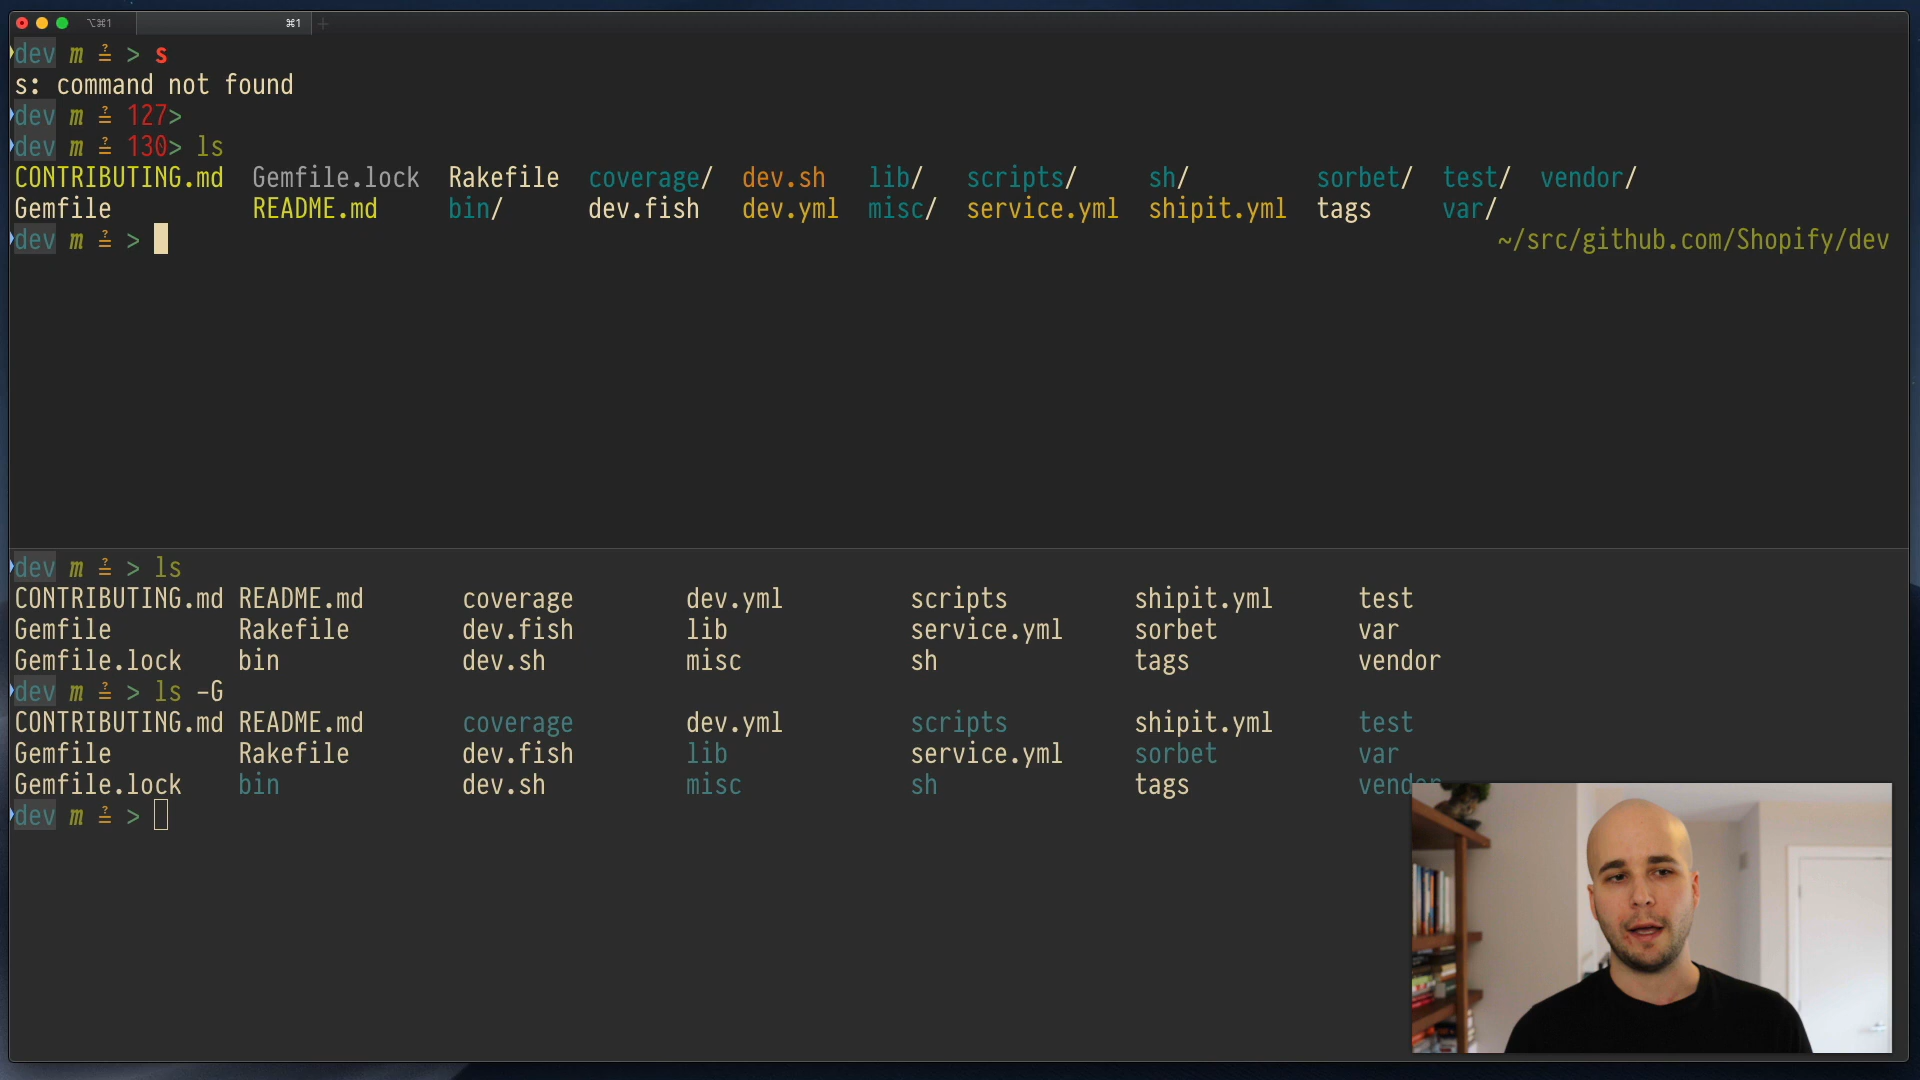 ⌥⌘1 ⌘1 +
dev m ≟ > s
s: command not found
dev m ≟ 127>
dev m ≟ 130> ls
CONTRIBUTING.md Gemfile.lock Rakefile coverage/ dev.sh lib/ scripts/ sh/ sorbet/ test/ vendor/
Gemfile README.md bin/ dev.fish dev.yml misc/ service.yml shipit.yml tags var/
dev m ≟ > ~/src/github.com/Shopify/dev
dev m ≟ > ls
CONTRIBUTING.md README.md coverage dev.yml scripts shipit.yml test
Gemfile Rakefile dev.fish lib service.yml sorbet var
Gemfile.lock bin dev.sh misc sh tags vendor
dev m ≟ > ls -G
CONTRIBUTING.md README.md coverage dev.yml scripts shipit.yml test
Gemfile Rakefile dev.fish lib service.yml sorbet var
Gemfile.lock bin dev.sh misc sh tags vendor
dev m ≟ >